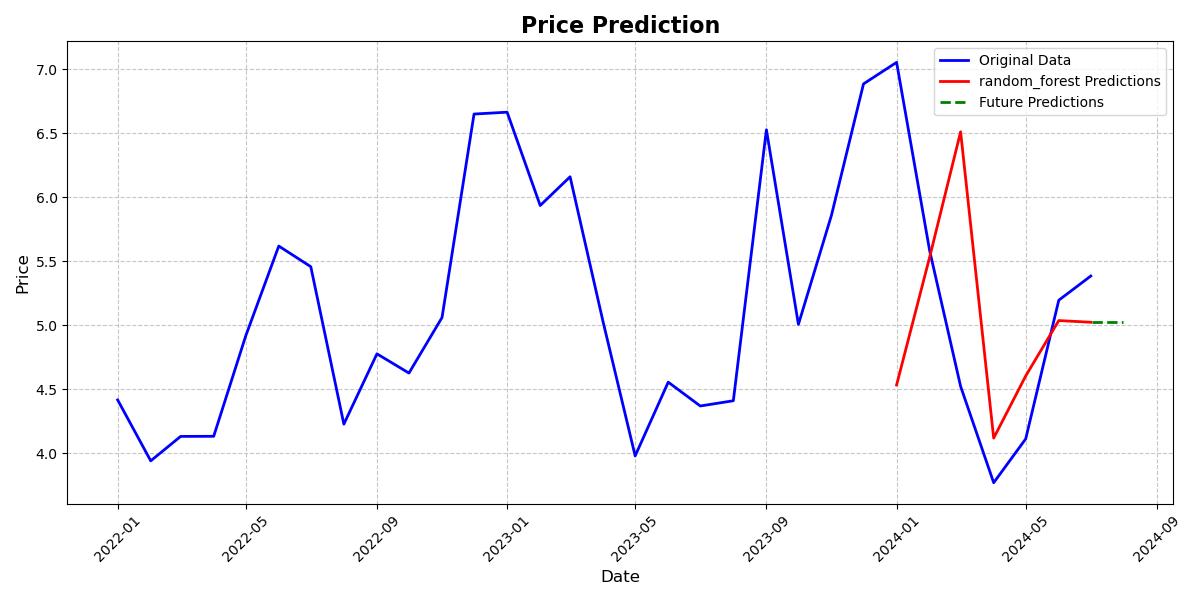 Price Prediction
Original Data
random_forest Predictions
Future Predictions
Price
7.0
6.5
6.0
5.5
5.0
4.5
4.0
2022-01
2022-05
2022-09
2023-01
2023-05
2023-09
2024-01
2024-05
2024-09
Date